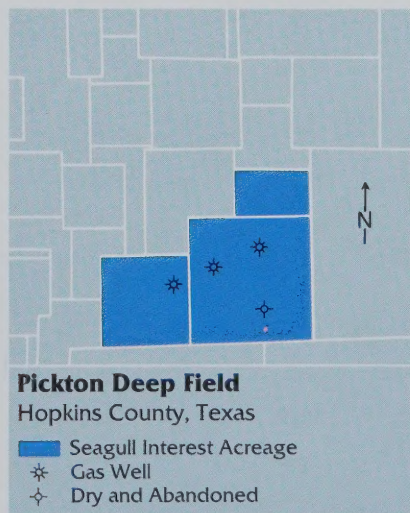 N
Pickton Deep Field
Hopkins County, Texas
Seagull Interest Acreage
Gas Well
Dry and Abandoned